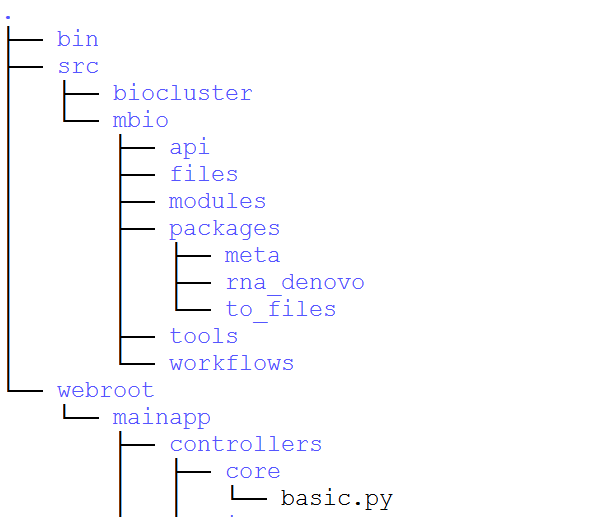 .
├── bin
├── src
│   ├── biocluster
│   └── mbio
│       ├── api
│       ├── files
│       ├── modules
│       ├── packages
│       │   ├── meta
│       │   ├── rna_denovo
│       │   └── to_files
│       ├── tools
│       └── workflows
└── webroot
    └── mainapp
        ├── controllers
        │   ├── core
        │   │   └── basic.py